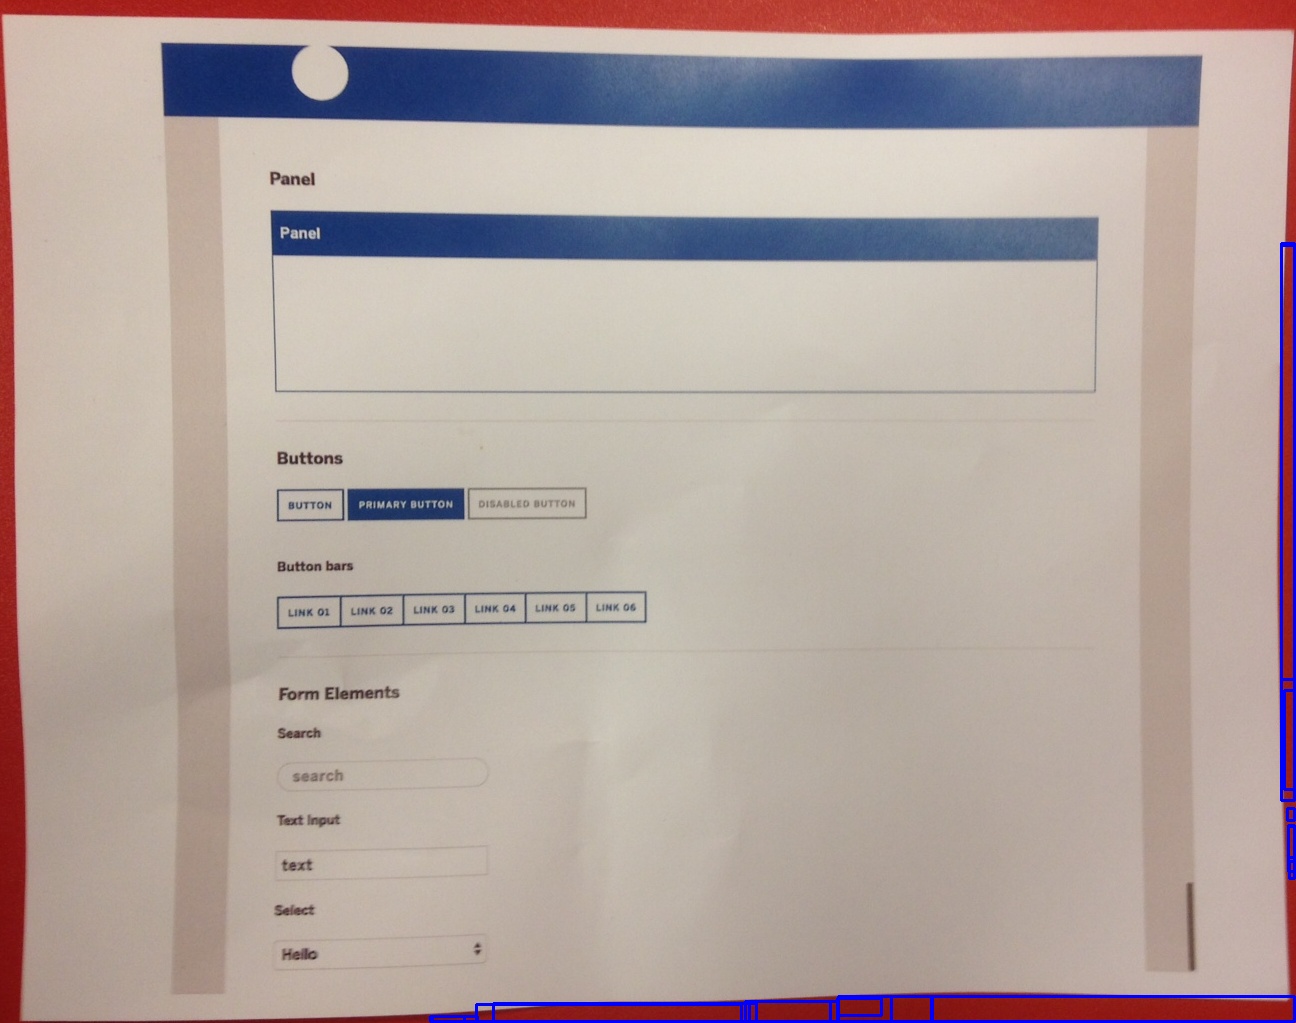 Panel
Panel
Buttons
BUTTON PRIMARY BUTTON DISABLED BUTTON
Button bars
LINK 01 LINK 02 LINK 03 LINK 04 LINK 05 LINK 06
Form Elements
Search
search
Text Input
text
Select
Hello